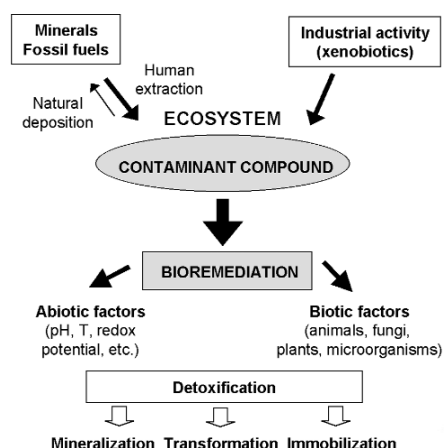 Minerals
Fossil fuels
Industrial activity
(xenobiotics)
Human
extraction
Natural
deposition
ECOSYSTEM
CONTAMINANT COMPOUND
BIOREMEDIATION
Abiotic factors
(pH, T, redox
potential, etc.)
Biotic factors
(animals, fungi,
plants, microorganisms)
Detoxification
Mineralization Transformation Immobilization